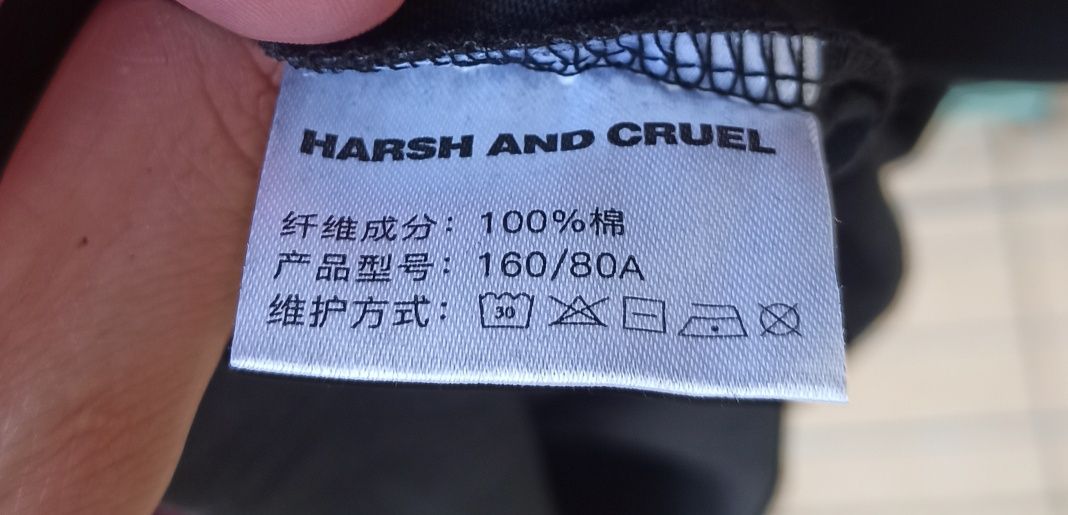 HARSH AND CRUEL
纤维成分：100%棉
产品型号：160/80A
维护方式：30